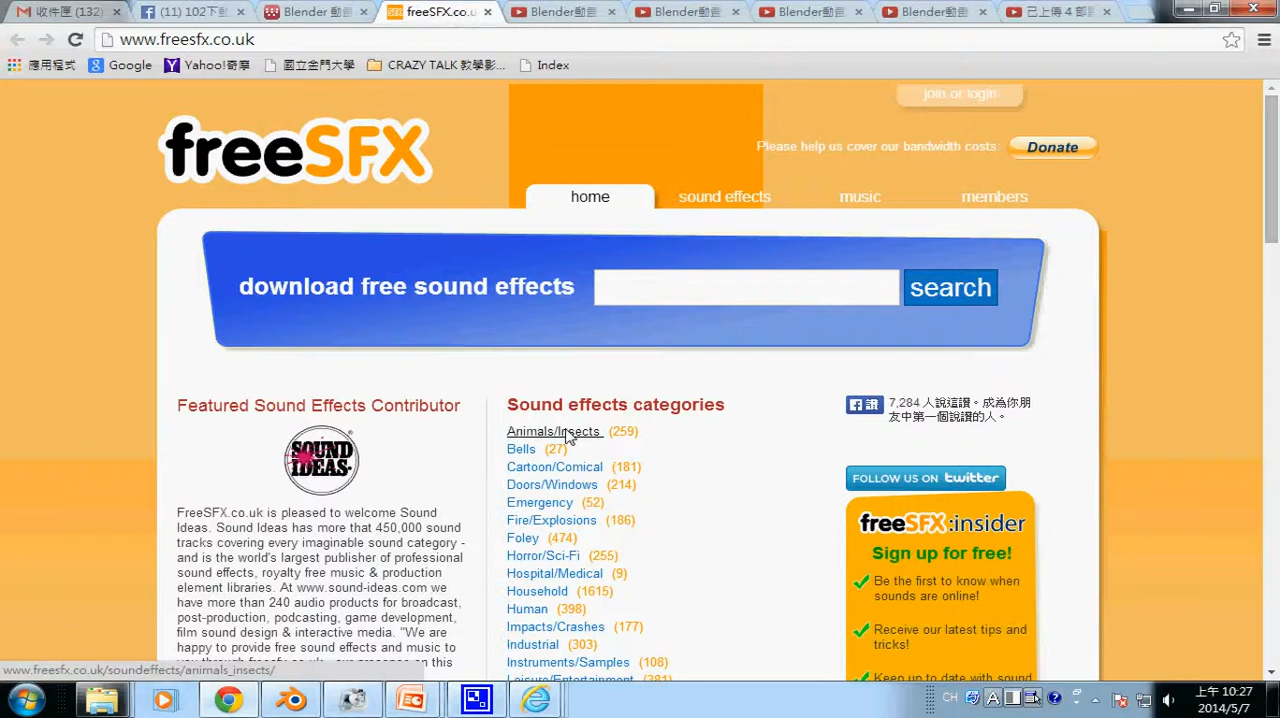 收件匣 (132)
(11) 102下動
Blender 動畫
freeSFX.co.u
Blender動畫
Blender動畫
Blender動畫
Blender動畫
已上傳 4 部影
www.freesfx.co.uk
應用程式
Google
Yahoo!奇摩
國立金門大學
CRAZY TALK 教學影...
Index
join or login
freeSFX
Please help us cover our bandwidth costs:
Donate
home
sound effects
music
members
download free sound effects
search
Featured Sound Effects Contributor
SOUND
IDEAS
FreeSFX.co.uk is pleased to welcome Sound
Ideas. Sound Ideas has more than 450,000 sound
tracks covering every imaginable sound category -
and is the world's largest publisher of professional
sound effects, royalty free music & production
element libraries. At www.sound-ideas.com we
have more than 240 audio products for broadcast,
post-production, podcasting, game development,
film sound design & interactive media. "We are
happy to provide free sound effects and music to
Sound effects categories
Animals/Insects (259)
Bells (27)
Cartoon/Comical (181)
Doors/Windows (214)
Emergency (52)
Fire/Explosions (186)
Foley (474)
Horror/Sci-Fi (255)
Hospital/Medical (9)
Household (1615)
Human (398)
Impacts/Crashes (177)
Industrial (303)
Instruments/Samples (108)
Leisure/Entertainment (381)
讚
7,284 人說這讚。成為你朋
友中第一個說讚的人。
FOLLOW US ON twitter
freeSFX:insider
Sign up for free!
Be the first to know when
sounds are online!
Receive our latest tips and
tricks!
Keep up to date with sound
www.freesfx.co.uk/soundeffects/animals_insects/
CH
上午 10:27
2014/5/7